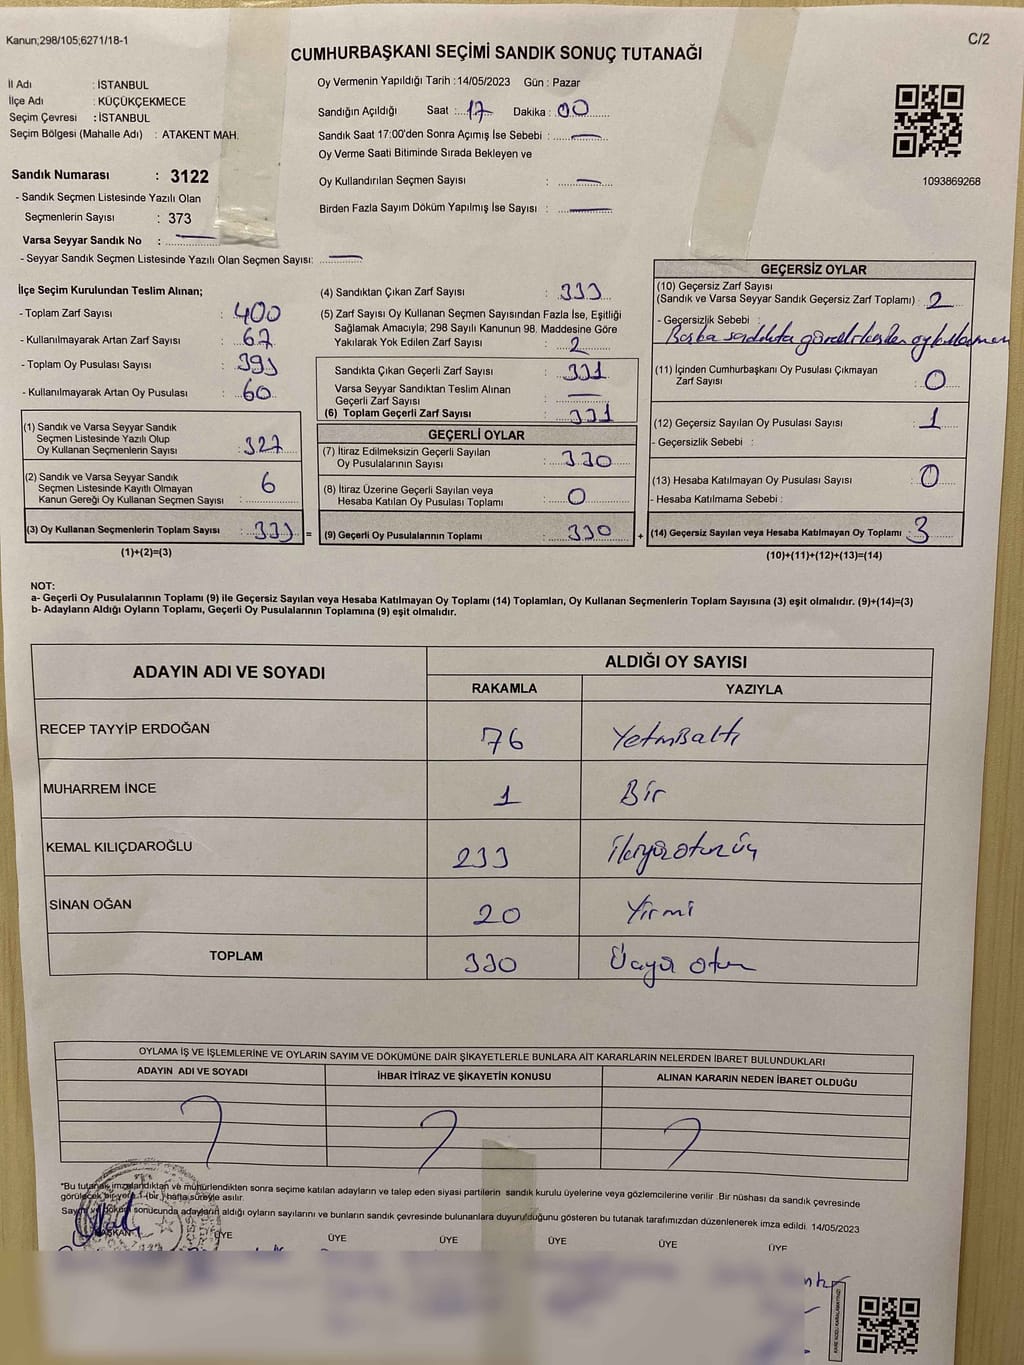 Kanun;298/105;6271/18-1
C/2
CUMHURBAŞKANI SEÇİMİ SANDIK SONUÇ TUTANAĞI
İl Adı : İSTANBUL
İlçe Adı : KÜÇÜKÇEKMECE
Seçim Çevresi : İSTANBUL
Seçim Bölgesi (Mahalle Adı) : ATAKENT MAH.
Oy Vermenin Yapıldığı Tarih :14/05/2023 Gün : Pazar
Sandığın Açıldığı Saat : 17 Dakika : 00
Sandık Saat 17:00'den Sonra Açımış İse Sebebi : —
Oy Verme Saati Bitiminde Sırada Bekleyen ve
Oy Kullandırılan Seçmen Sayısı : —
Birden Fazla Sayım Döküm Yapılmış İse Sayısı : —
1093869268
Sandık Numarası : 3122
- Sandık Seçmen Listesinde Yazılı Olan
Seçmenlerin Sayısı : 373
Varsa Seyyar Sandık No : —
- Seyyar Sandık Seçmen Listesinde Yazılı Olan Seçmen Sayısı: —
İlçe Seçim Kurulundan Teslim Alınan;
- Toplam Zarf Sayısı : 400
- Kullanılmayarak Artan Zarf Sayısı : 67
- Toplam Oy Pusulası Sayısı : 393
- Kullanılmayarak Artan Oy Pusulası : 60
(1) Sandık ve Varsa Seyyar Sandık
Seçmen Listesinde Yazılı Olup
Oy Kullanan Seçmenlerin Sayısı : 327
(2) Sandık ve Varsa Seyyar Sandık
Seçmen Listesinde Kayıtlı Olmayan
Kanun Gereği Oy Kullanan Seçmen Sayısı : 6
(3) Oy Kullanan Seçmenlerin Toplam Sayısı : 333 =
(1)+(2)=(3)
(4) Sandıktan Çıkan Zarf Sayısı : 333
(5) Zarf Sayısı Oy Kullanan Seçmen Sayısından Fazla İse, Eşitliği
Sağlamak Amacıyla; 298 Sayılı Kanunun 98. Maddesine Göre
Yakılarak Yok Edilen Zarf Sayısı : 2
Sandıkta Çıkan Geçerli Zarf Sayısı : 331
Varsa Seyyar Sandıktan Teslim Alınan
Geçerli Zarf Sayısı : —
(6) Toplam Geçerli Zarf Sayısı : 331
GEÇERLİ OYLAR
(7) İtiraz Edilmeksizin Geçerli Sayılan
Oy Pusulalarının Sayısı : 330
(8) İtiraz Üzerine Geçerli Sayılan veya
Hesaba Katılan Oy Pusulası Toplamı : 0
(9) Geçerli Oy Pusulalarının Toplamı : 330 +
GEÇERSİZ OYLAR
(10) Geçersiz Zarf Sayısı
(Sandık ve Varsa Seyyar Sandık Geçersiz Zarf Toplamı) : 2
- Geçersizlik Sebebi :
Başka sandıkta görevli kişiler oy kullanmen
(11) İçinden Cumhurbaşkanı Oy Pusulası Çıkmayan
Zarf Sayısı : 0
(12) Geçersiz Sayılan Oy Pusulası Sayısı : 1
- Geçersizlik Sebebi :
(13) Hesaba Katılmayan Oy Pusulası Sayısı : 0
- Hesaba Katılmama Sebebi :
(14) Geçersiz Sayılan veya Hesaba Katılmayan Oy Toplamı : 3
(10)+(11)+(12)+(13)=(14)
NOT:
a- Geçerli Oy Pusulalarının Toplamı (9) ile Geçersiz Sayılan veya Hesaba Katılmayan Oy Toplamı (14) Toplamları, Oy Kullanan Seçmenlerin Toplam Sayısına (3) eşit olmalıdır. (9)+(14)=(3)
b- Adayların Aldığı Oyların Toplamı, Geçerli Oy Pusulalarının Toplamına (9) eşit olmalıdır.
ADAYIN ADI VE SOYADI ALDIĞI OY SAYISI
RAKAMLA YAZIYLA
RECEP TAYYİP ERDOĞAN 76 Yetmişaltı
MUHARREM İNCE 1 Bir
KEMAL KILIÇDAROĞLU 233 ikiyüzotuzüç
SİNAN OĞAN 20 Yirmi
TOPLAM 330 Üçyüz otuz
OYLAMA İŞ VE İŞLEMLERİNE VE OYLARIN SAYIM VE DÖKÜMÜNE DAİR ŞİKAYETLERLE BUNLARA AİT KARARLARIN NELERDEN İBARET BULUNDUKLARI
ADAYIN ADI VE SOYADI İHBAR İTİRAZ VE ŞİKAYETİN KONUSU ALINAN KARARIN NEDEN İBARET OLDUĞU
*Bu tutanak imzalandıktan ve mühürlendikten sonra seçime katılan adayların ve talep eden siyasi partilerin sandık kurulu üyelerine veya gözlemcilerine verilir .Bir nüshası da sandık çevresinde
görülecek bir yere 1 (bir ) hafta süreyle asılır.
Sayım ve döküm sonucunda adayların aldığı oyların sayılarını ve bunların sandık çevresinde bulunanlara duyurulduğunu gösteren bu tutanak tarafımızdan düzenlenerek imza edildi. 14/05/2023
BAŞKAN ÜYE ÜYE ÜYE ÜYE ÜYE ÜYE